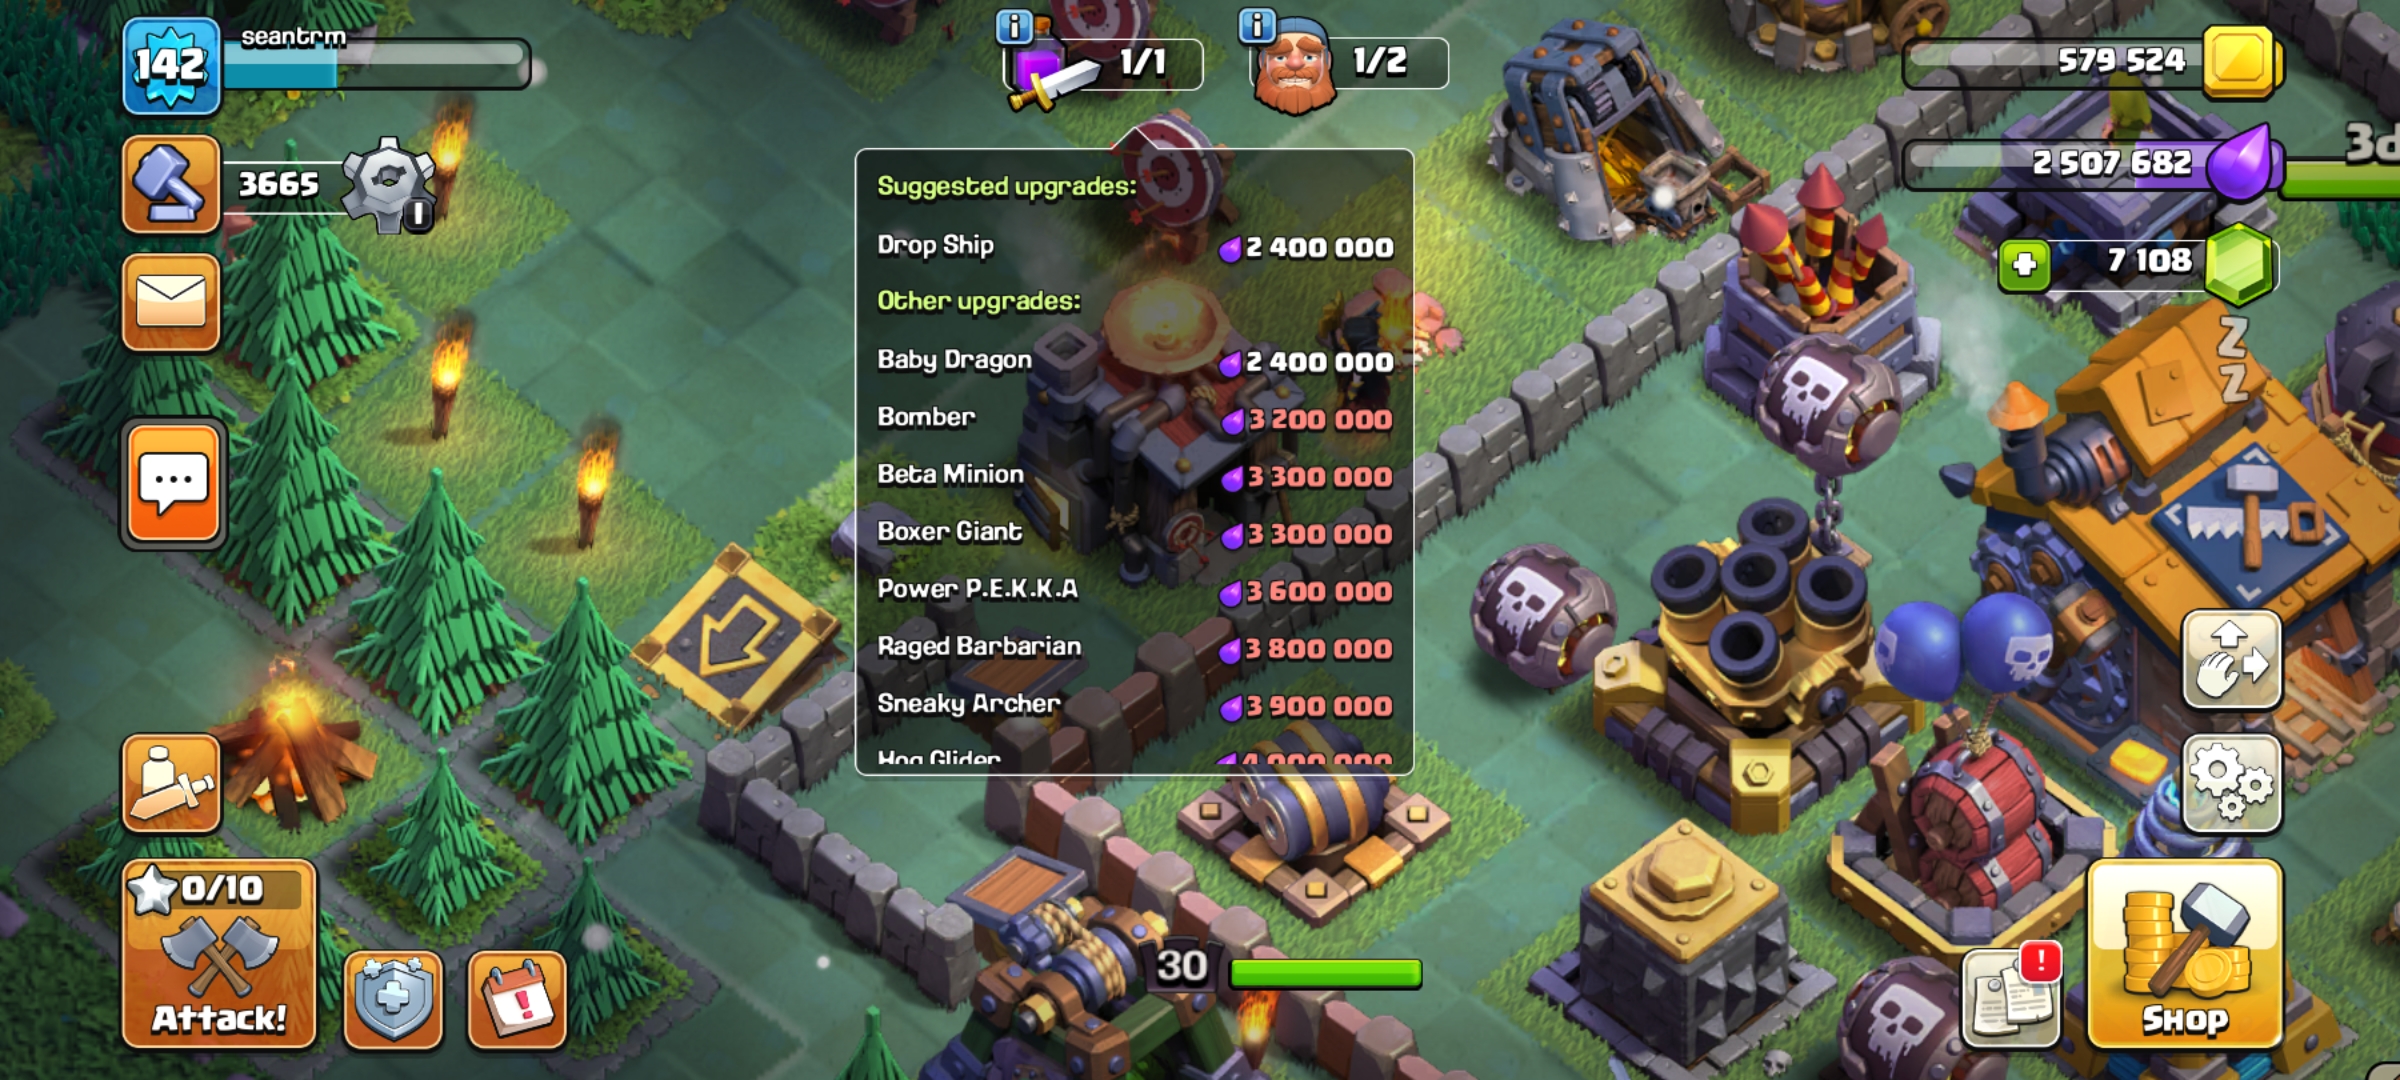 142
seantrm
1/1
1/2
579 524
3665
I
Suggested upgrades:
Drop Ship 2 400 000
Other upgrades:
Baby Dragon 2 400 000
Bomber 3 200 000
Beta Minion 3 300 000
Boxer Giant 3 300 000
Power P.E.K.K.A 3 600 000
Raged Barbarian 3 800 000
Sneaky Archer 3 900 000
Hog Glider 4 000 000
2 507 682
3d
7 108
Z
Z
0/10
Attack!
30
!
Shop